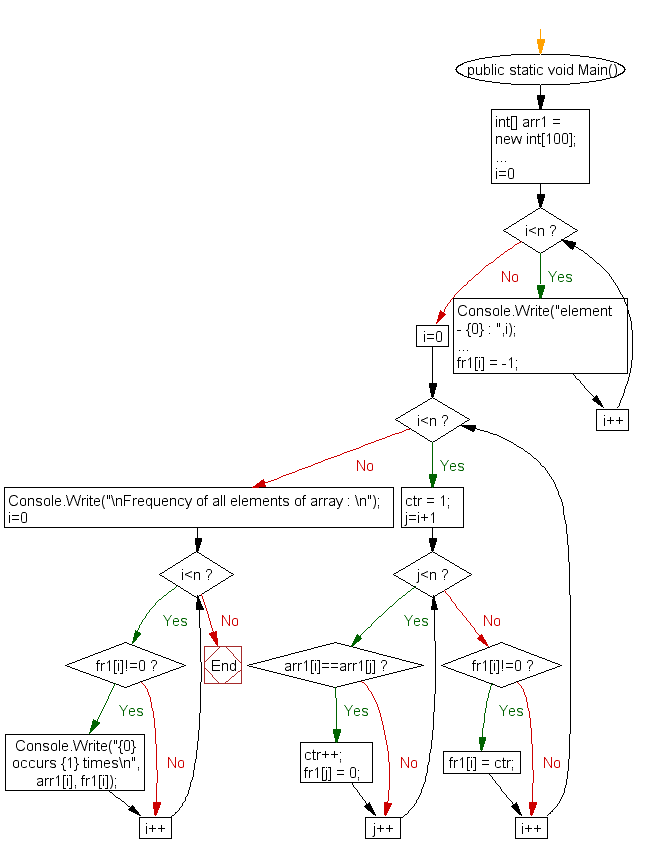 public static void Main()
int[] arr1 =
new int[100];
...
i=0
i<n ?
No
Yes
Console.Write("element
- {0} : ",i);
...
fr1[i] = -1;
i=0
i++
i<n ?
No
Yes
Console.Write("\nFrequency of all elements of array : \n");
i=0
ctr = 1;
j=i+1
i<n ?
j<n ?
Yes
No
Yes
No
fr1[i]!=0 ?
End
arr1[i]==arr1[j] ?
fr1[i]!=0 ?
Yes
Yes
Yes
Console.Write("{0}
occurs {1} times\n",
arr1[i], fr1[i]);
No
ctr++;
fr1[j] = 0;
No
fr1[i] = ctr;
No
i++
j++
i++